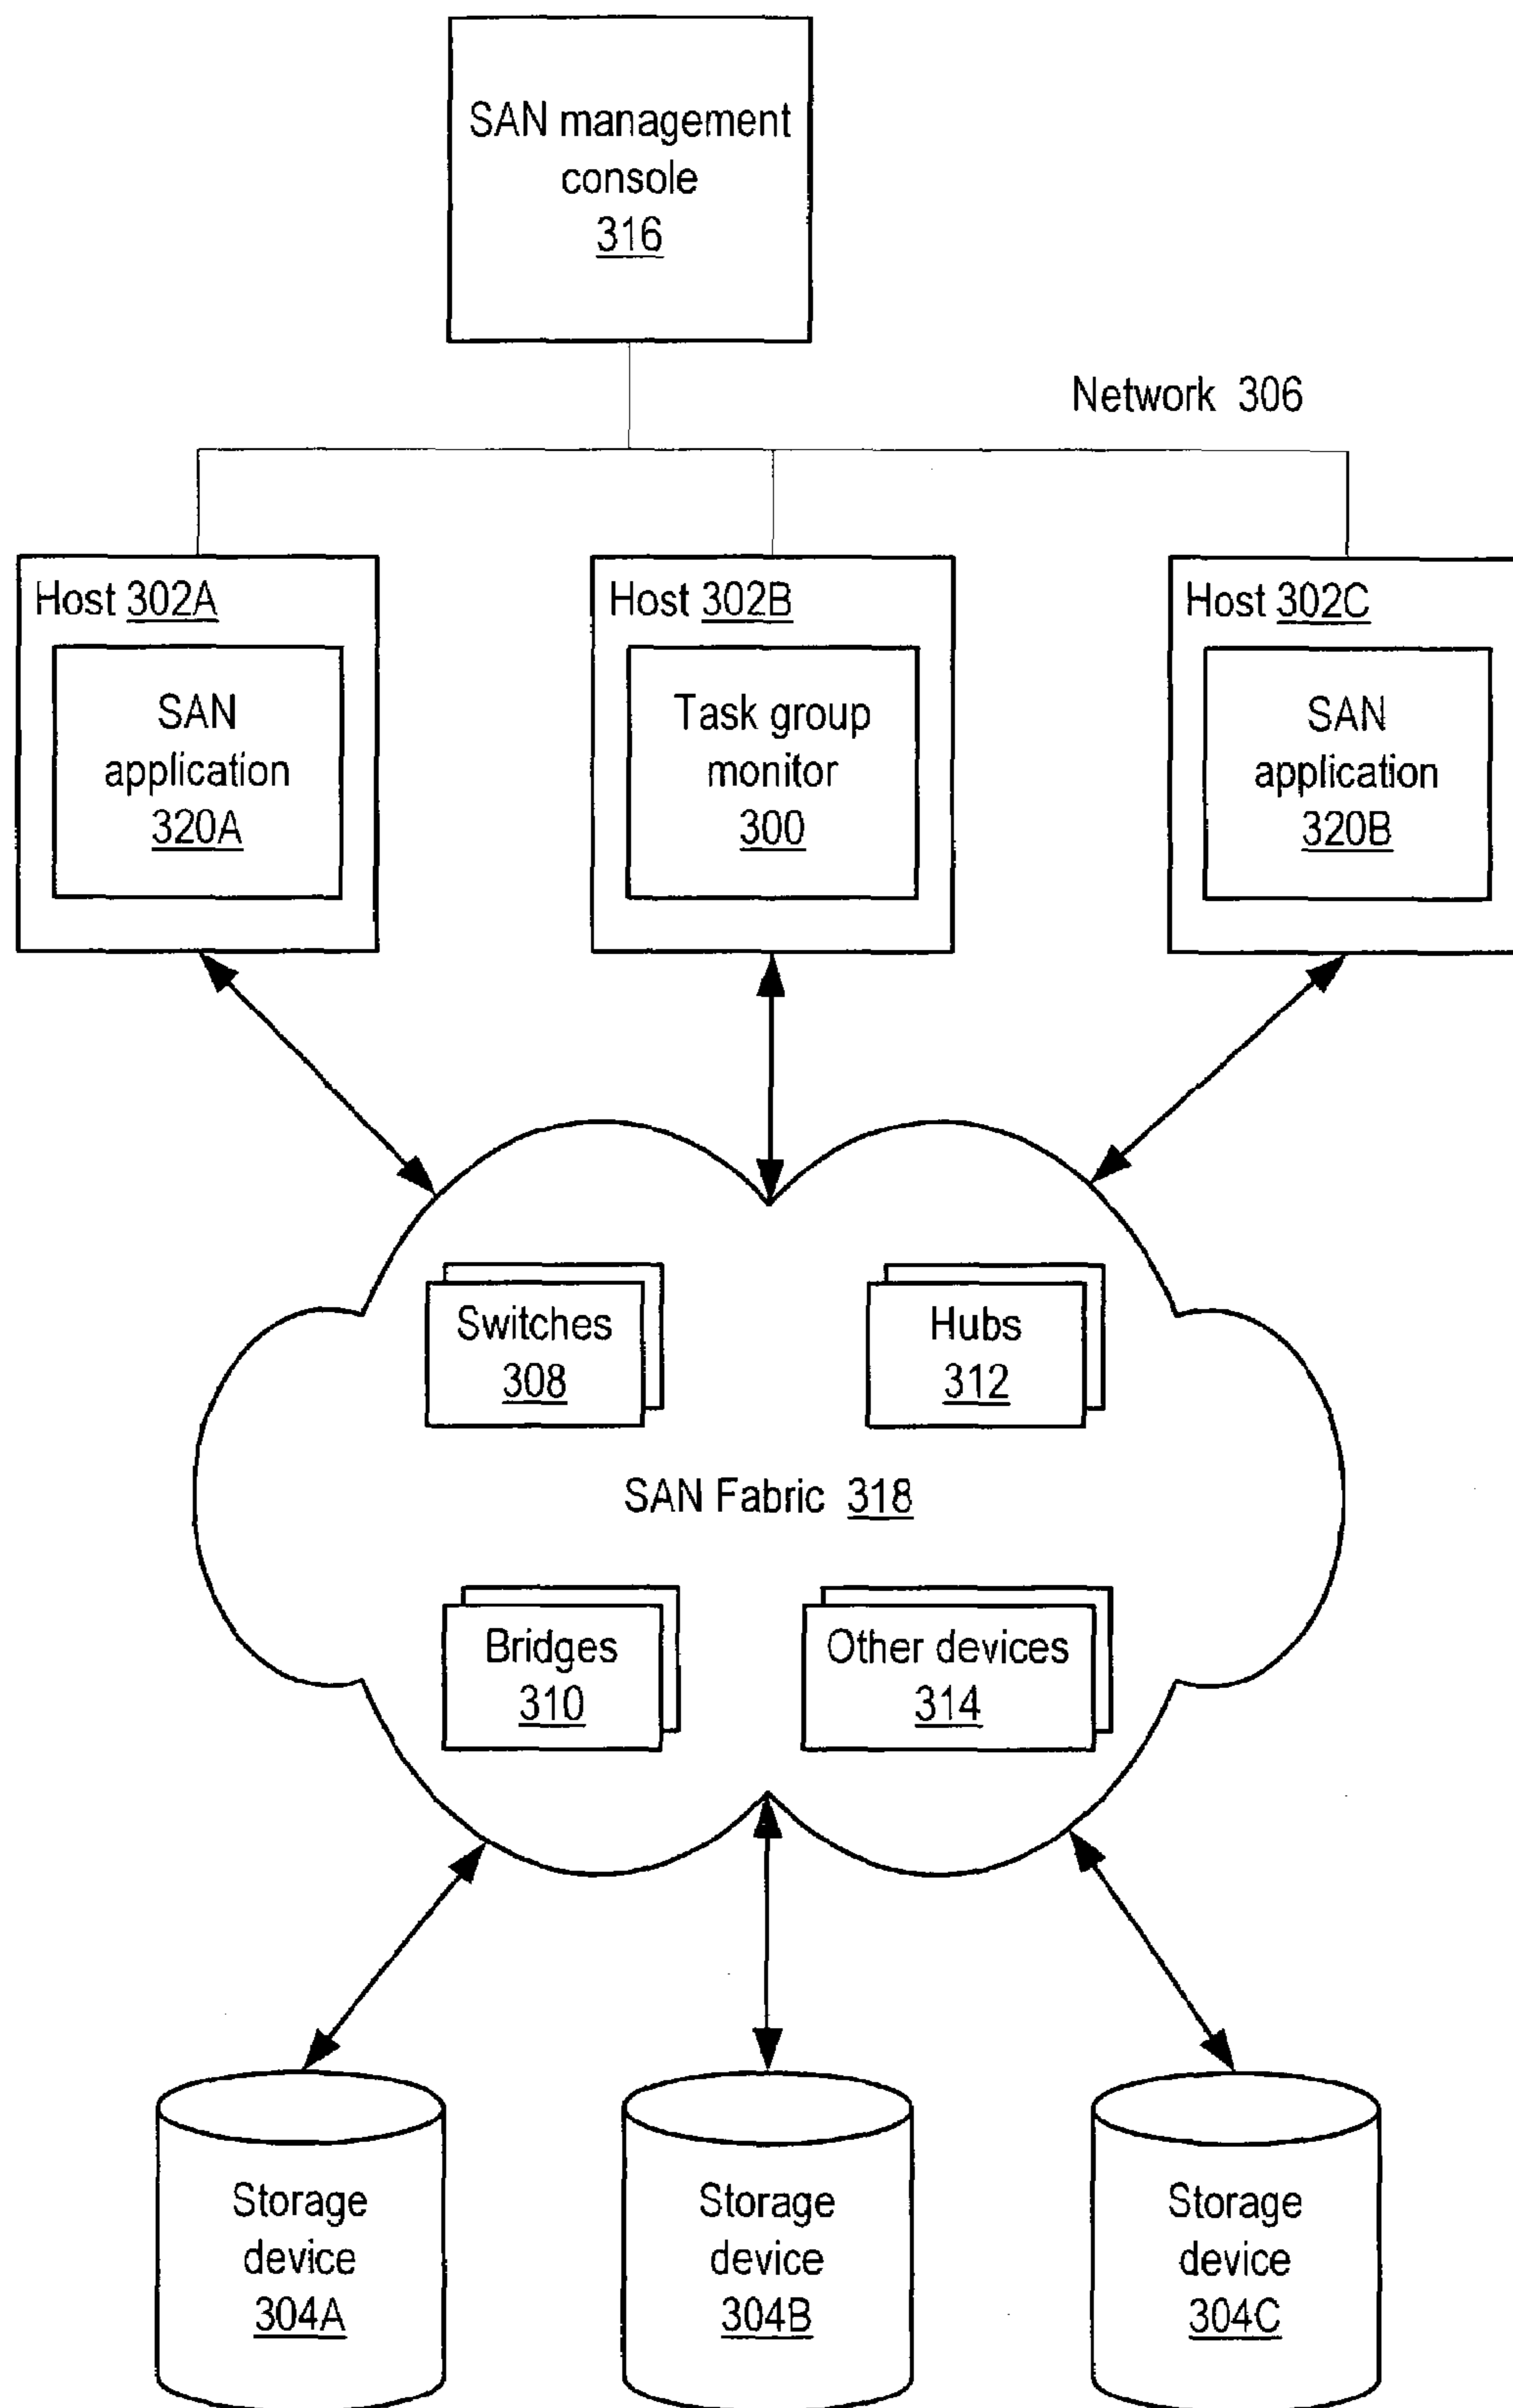 SAN management
console
316
Network 306
Host 302A
SAN
application
320A
Host 302B
Task group
monitor
300
Host 302C
SAN
application
320B
Switches
308
Hubs
312
SAN Fabric 318
Bridges
310
Other devices
314
Storage
device
304A
Storage
device
304B
Storage
device
304C